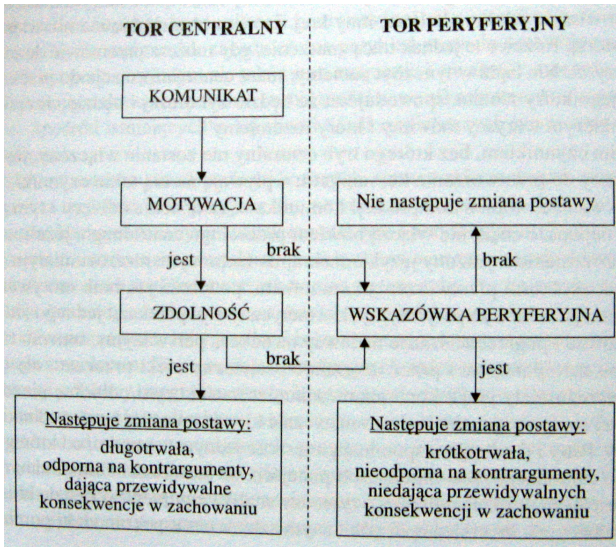 TOR CENTRALNY
TOR PERYFERYJNY
KOMUNIKAT
MOTYWACJA
Nie następuje zmiana postawy
jest
brak
brak
ZDOLNOŚĆ
WSKAZÓWKA PERYFERYJNA
jest
brak
jest
Następuje zmiana postawy:
długotrwała,
odporna na kontrargumenty,
dająca przewidywalne
konsekwencje w zachowaniu
Następuje zmiana postawy:
krótkotrwała,
nieodporna na kontrargumenty,
niedająca przewidywalnych
konsekwencji w zachowaniu